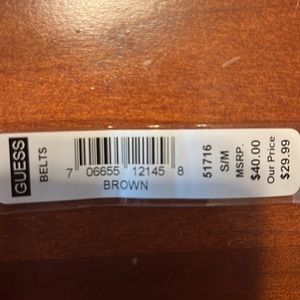 GUESS
BELTS
7 06655 12145 8
BROWN
51716
S/M
MSRP.
$40.00
Our Price
$29.99